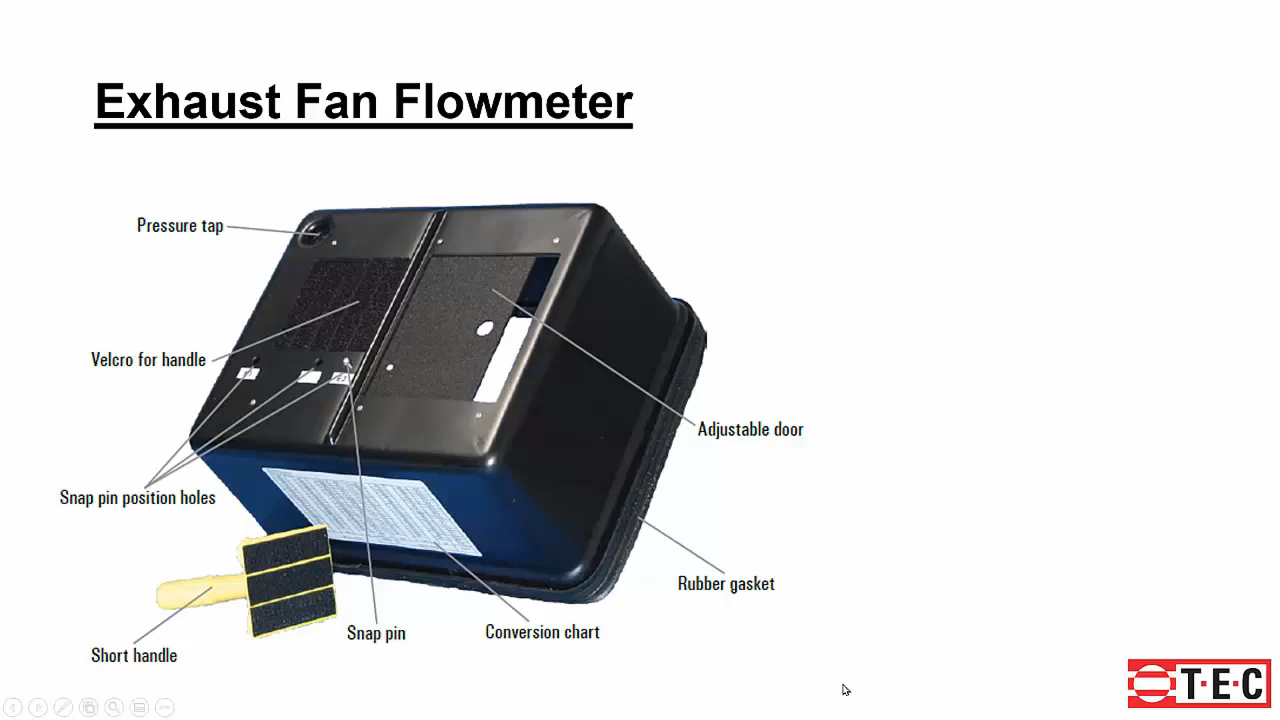 Exhaust Fan Flowmeter
Pressure tap
Velcro for handle
Adjustable door
Snap pin position holes
Rubber gasket
Snap pin
Conversion chart
Short handle
T·E·C